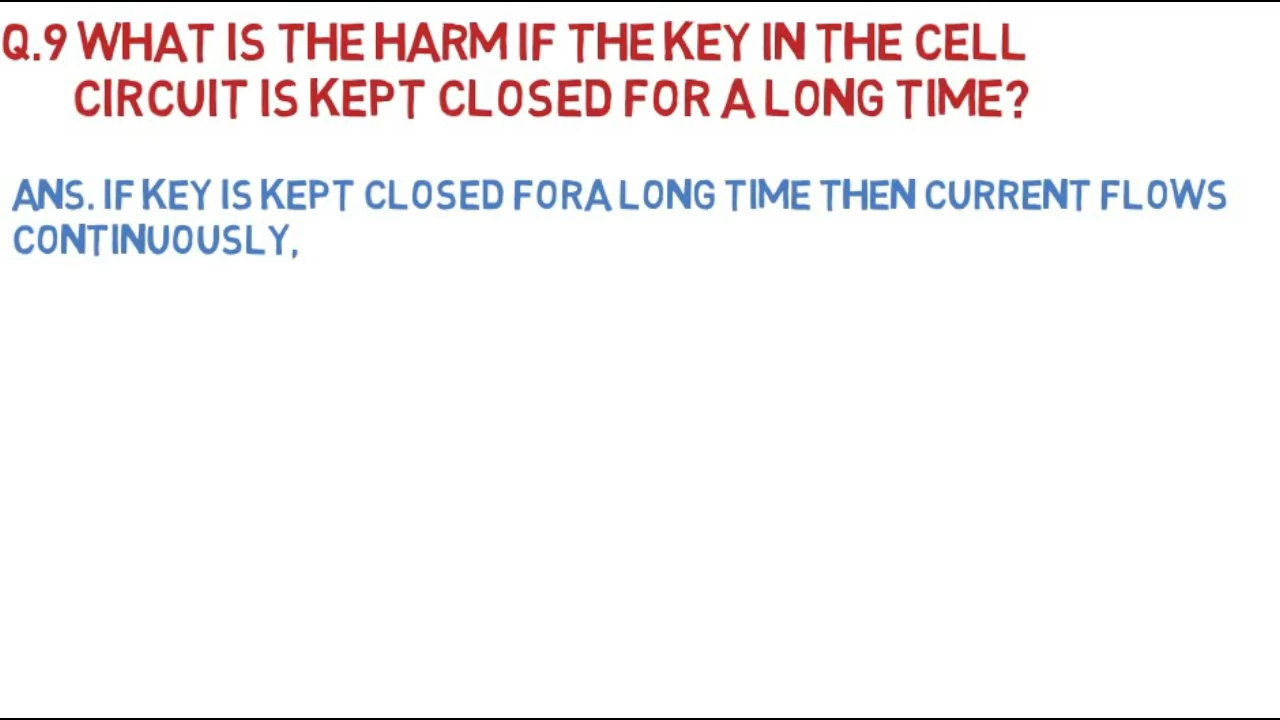 Q.9 WHAT IS THE HARM IF THE KEY IN THE CELL
CIRCUIT IS KEPT CLOSED FOR A LONG TIME?
ANS. IF KEY IS KEPT CLOSED FORA LONG TIME THEN CURRENT FLOWS
CONTINUOUSLY,